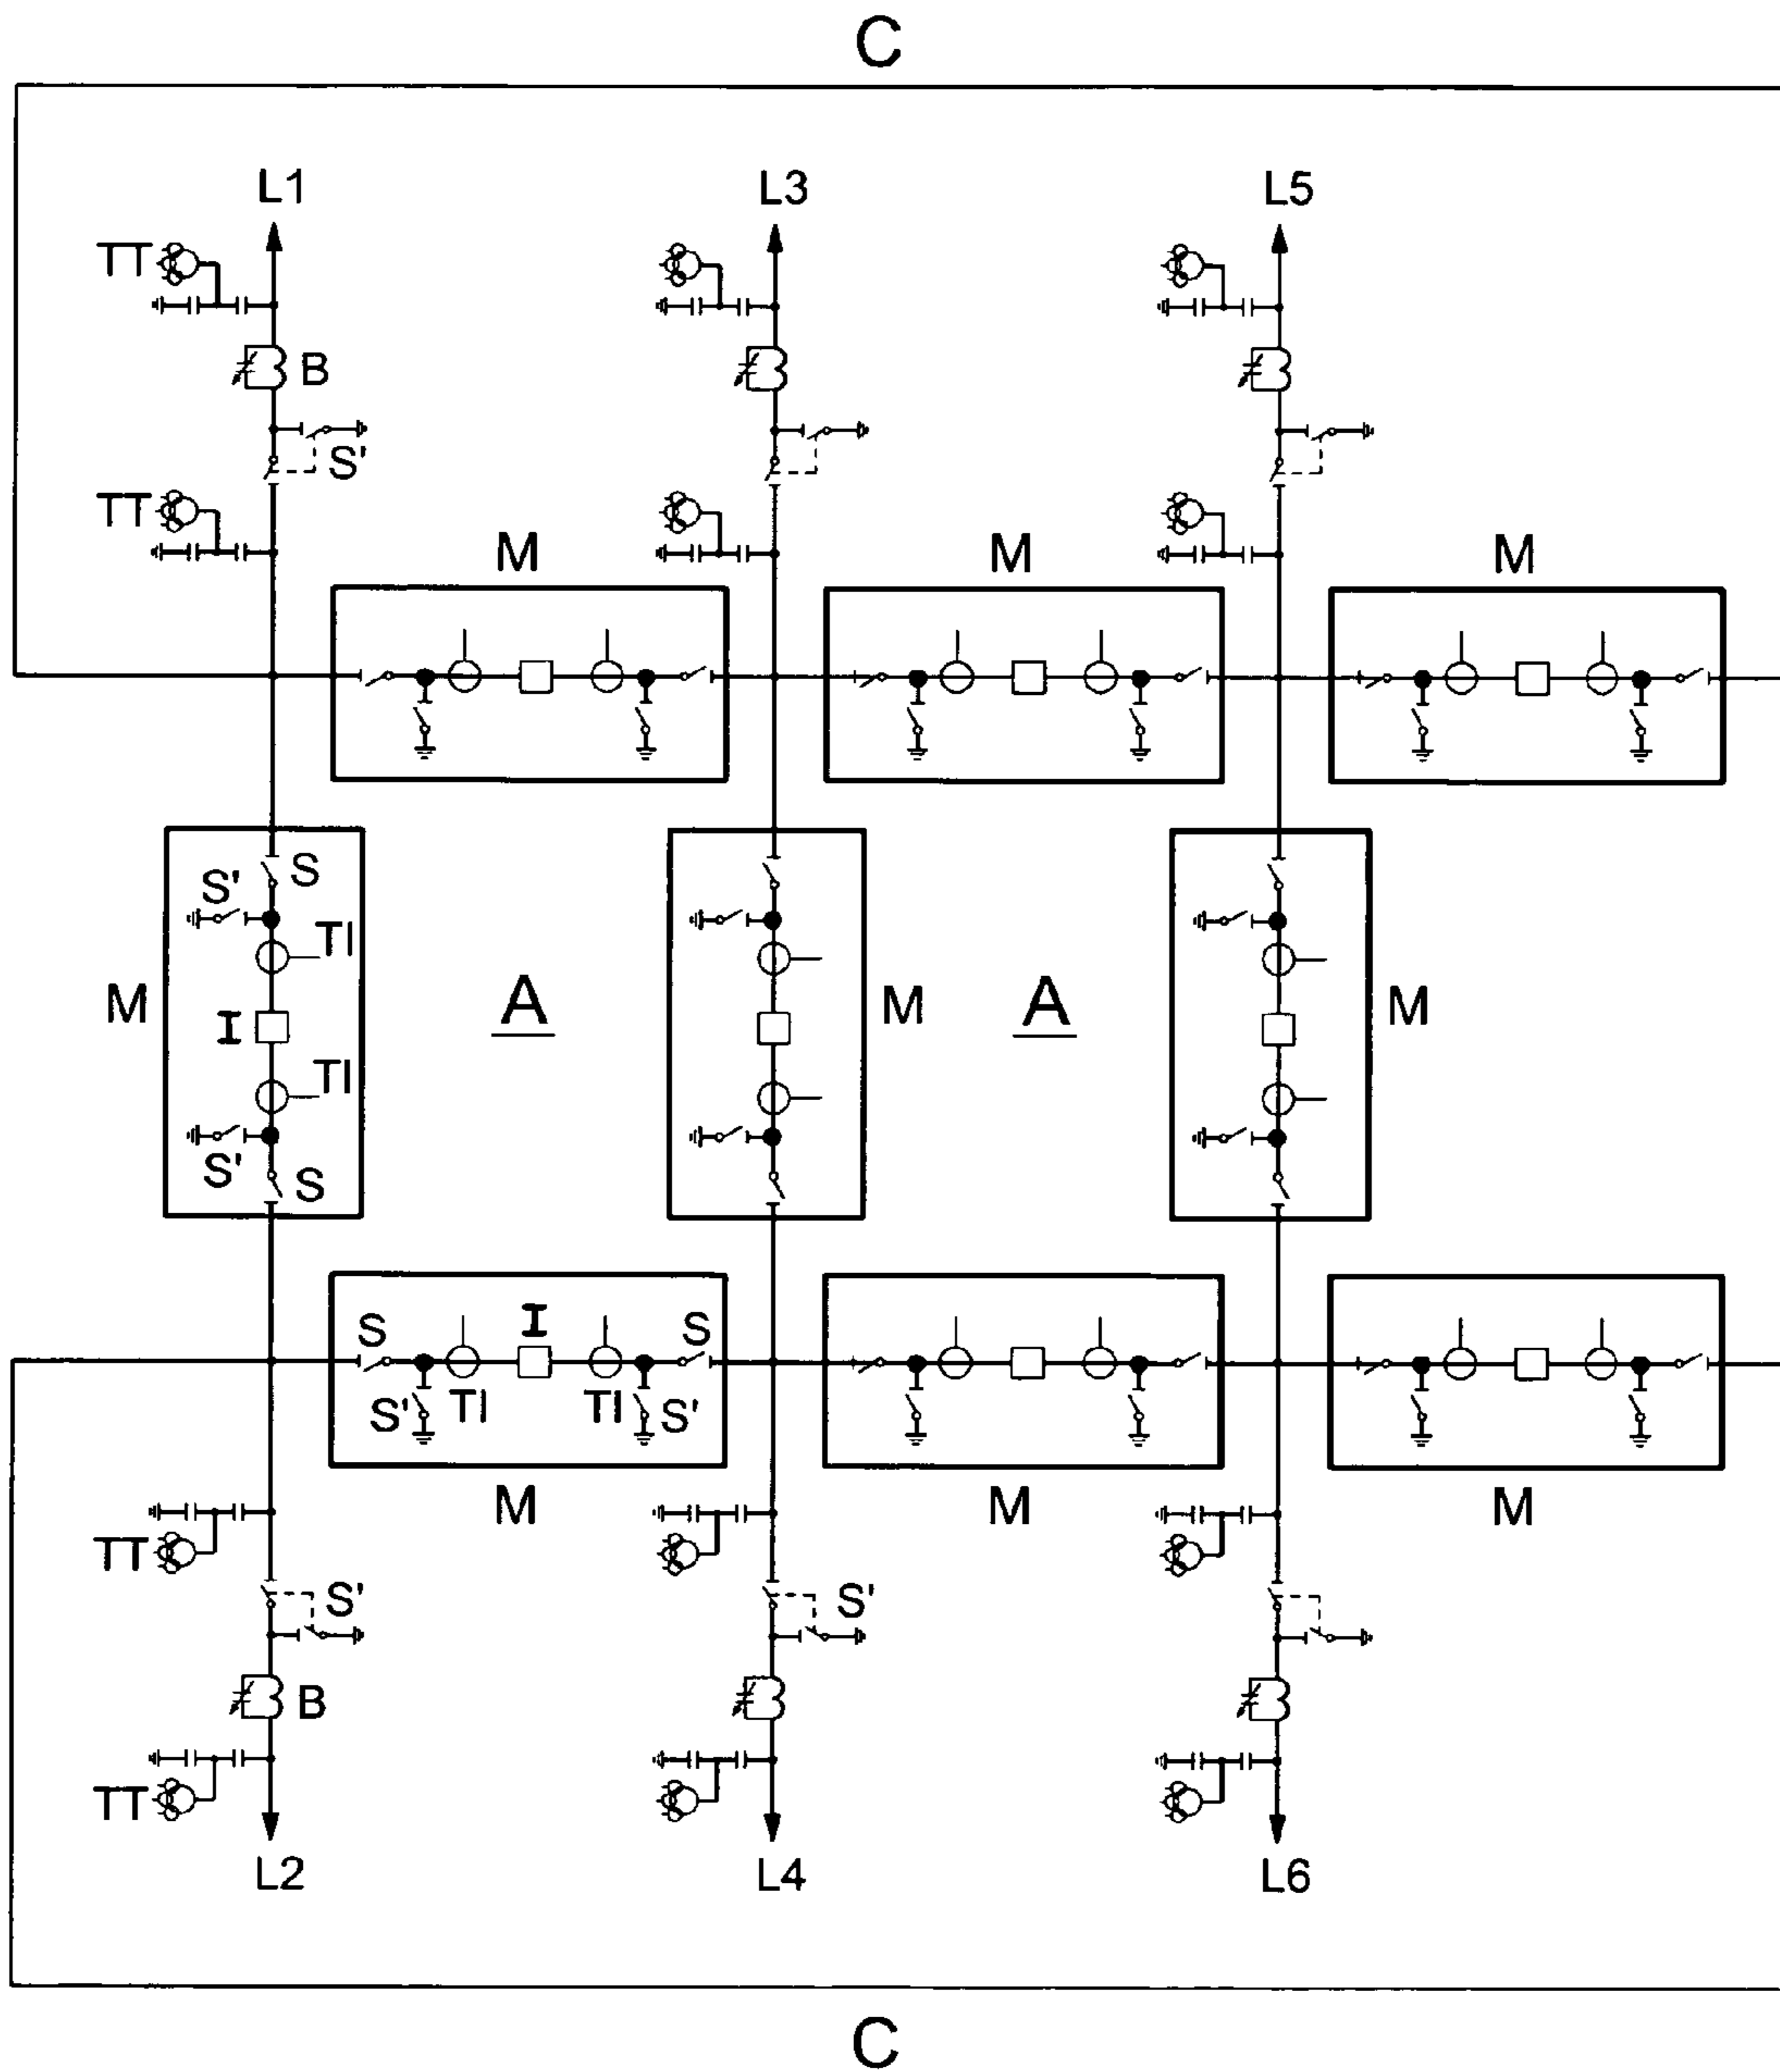 C
L1 L3 L5
TT
B
S'
TT
M M M
S
S'
TI
M A M A M
I
TI
S'
S
S I S
S' TI TI S'
M M M
TT
S' S'
B
TT
L2 L4 L6
C